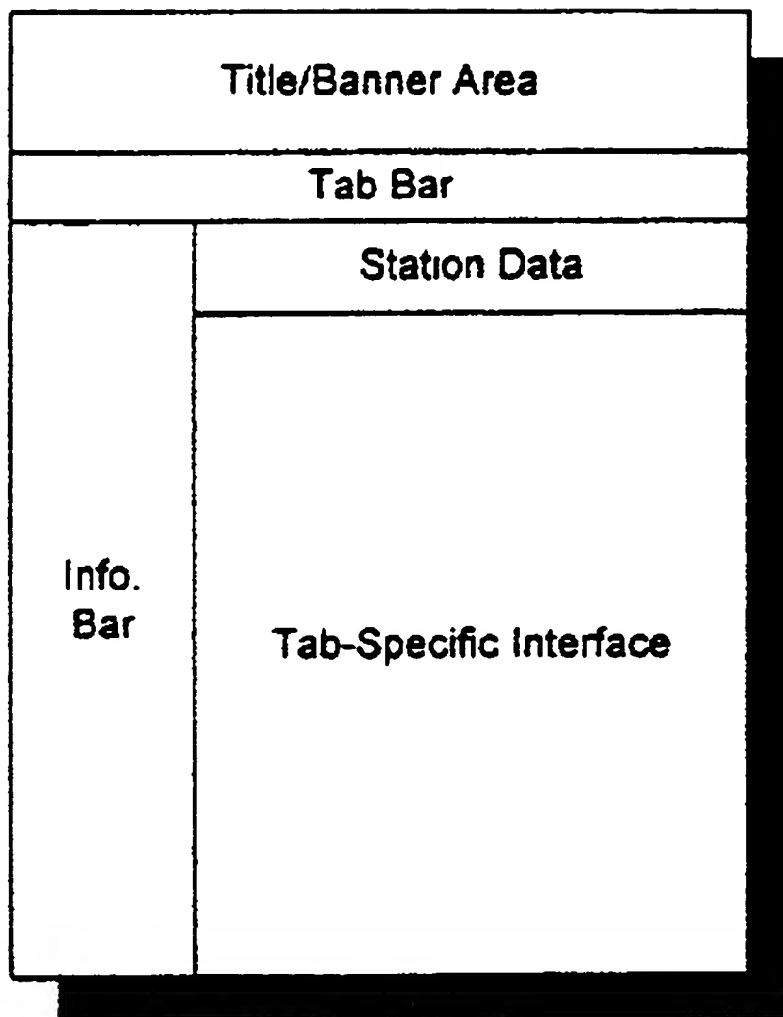 Title/Banner Area
Tab Bar
Station Data
Info.
Bar
Tab-Specific Interface